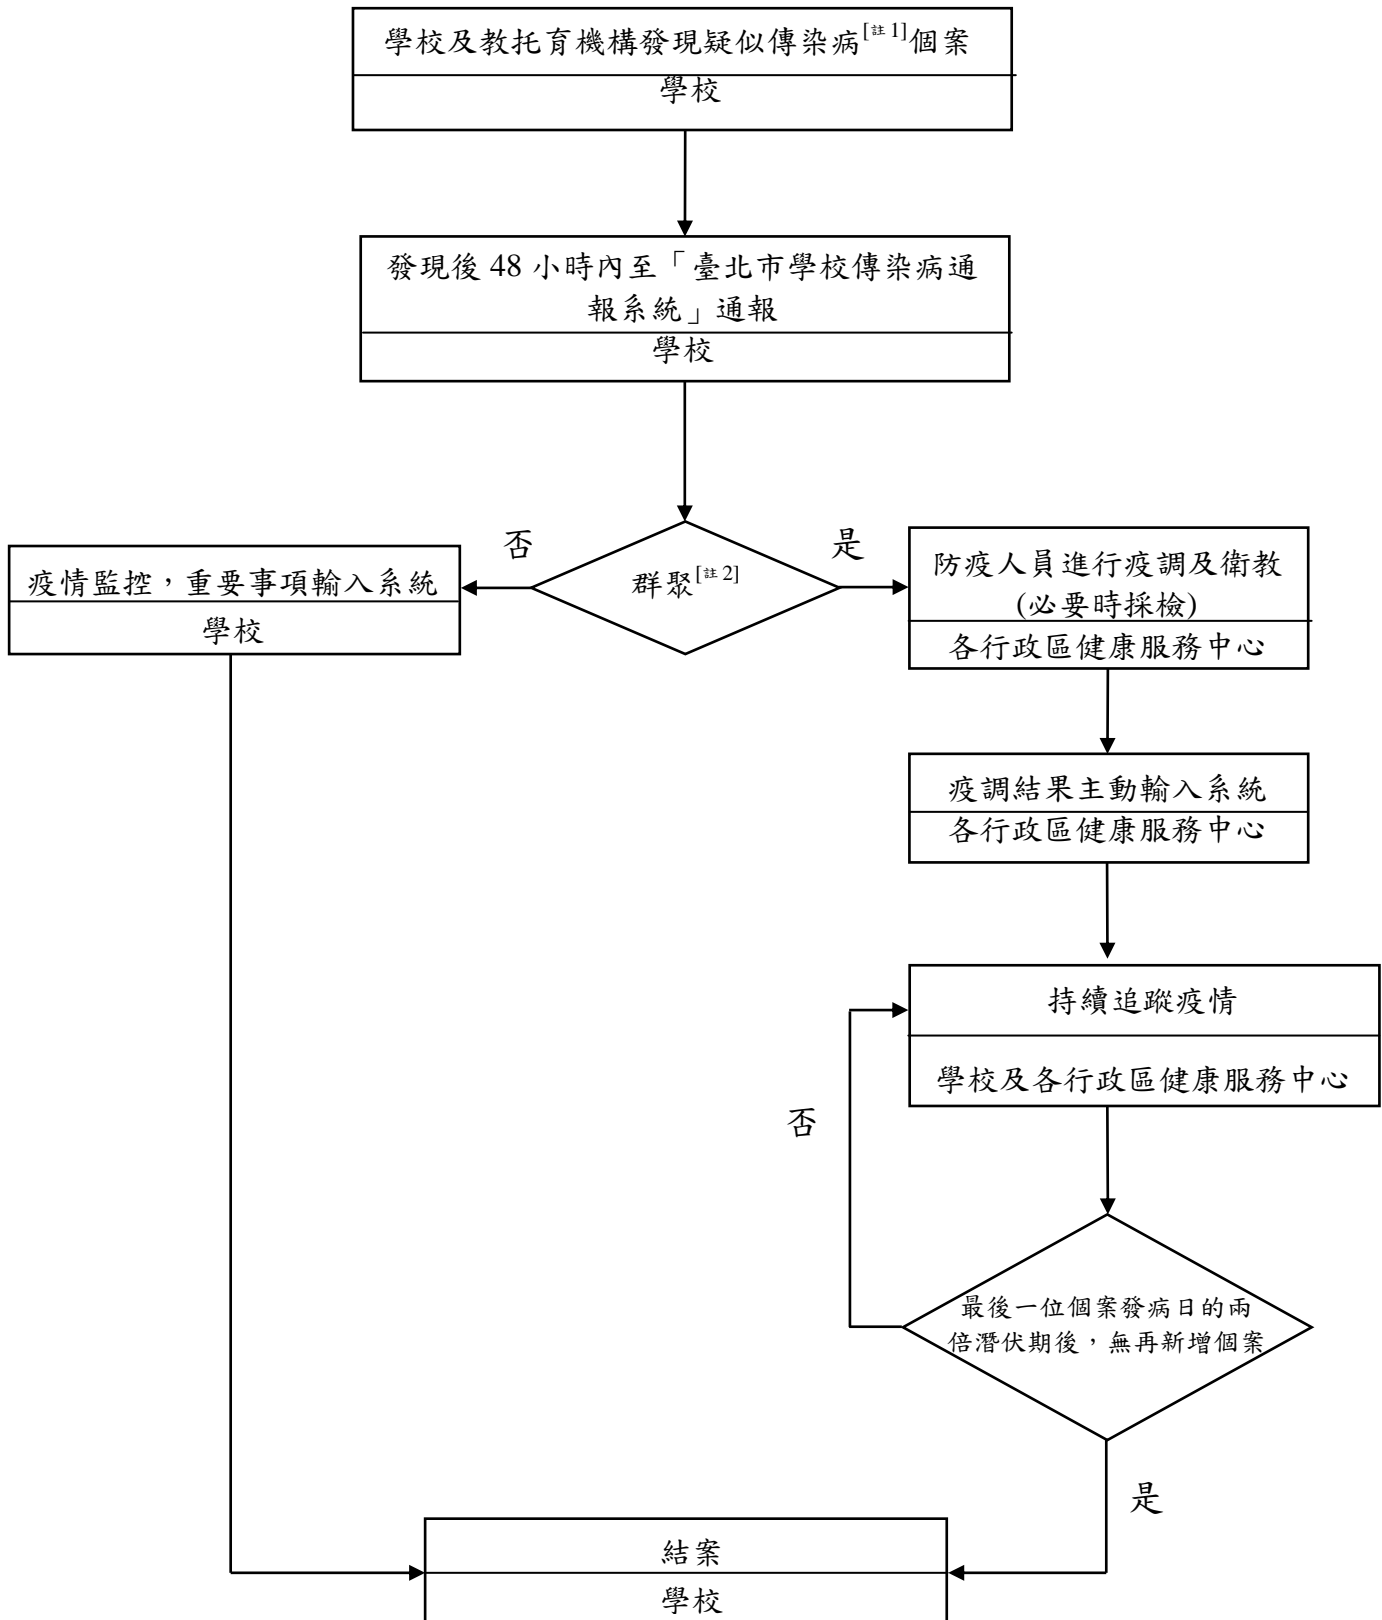 學校及教托育機構發現疑似傳染病[註1]個案
學校
發現後 48 小時內至「臺北市學校傳染病通
報系統」通報
學校
否
是
群聚[註2]
疫情監控，重要事項輸入系統
學校
防疫人員進行疫調及衛教
(必要時採檢)
各行政區健康服務中心
疫調結果主動輸入系統
各行政區健康服務中心
持續追蹤疫情
學校及各行政區健康服務中心
否
最後一位個案發病日的兩
倍潛伏期後，無再新增個案
是
結案
學校